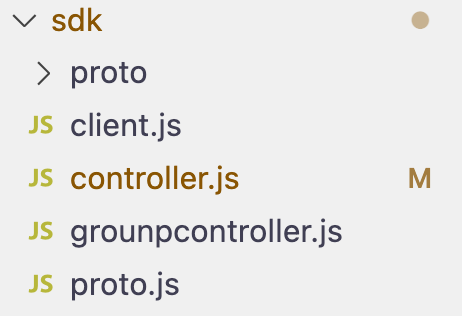 sdk
proto
JS client.js
JS controller.js M
JS grounpcontroller.js
JS proto.js